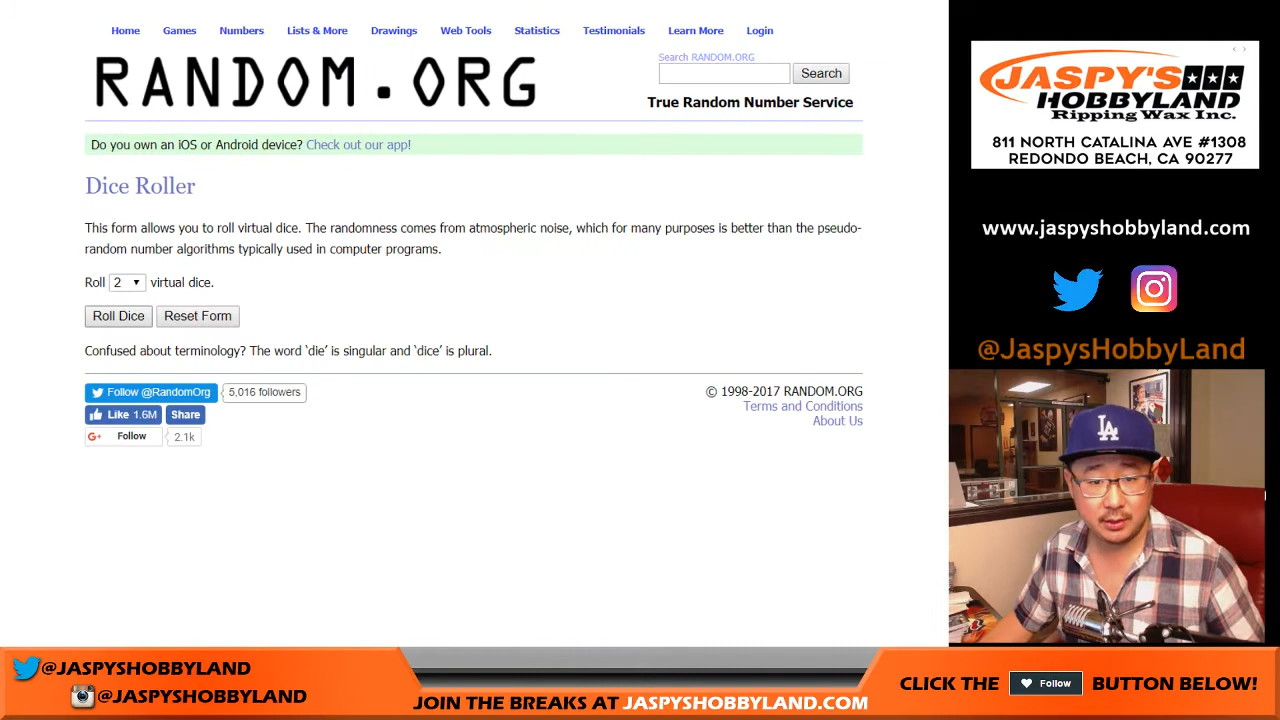 Home Games Numbers Lists & More Drawings Web Tools Statistics Testimonials Learn More Login
RANDOM.ORG
Search RANDOM.ORG
Search
True Random Number Service
Do you own an iOS or Android device? Check out our app!
Dice Roller
This form allows you to roll virtual dice. The randomness comes from atmospheric noise, which for many purposes is better than the pseudo-
random number algorithms typically used in computer programs.
Roll 2 virtual dice.
Roll Dice Reset Form
Confused about terminology? The word ‘die’ is singular and ‘dice’ is plural.
Follow @RandomOrg 5,016 followers
Like 1.6M Share
G+ Follow 2.1k
© 1998-2017 RANDOM.ORG
Terms and Conditions
About Us
JASPY'S
HOBBYLAND
Ripping Wax Inc.
811 NORTH CATALINA AVE #1308
REDONDO BEACH, CA 90277
www.jaspyshobbyland.com
@JaspysHobbyLand
LA
@JASPYSHOBBYLAND
@JASPYSHOBBYLAND
JOIN THE BREAKS AT JASPYSHOBBYLAND.COM
CLICK THE Follow BUTTON BELOW!